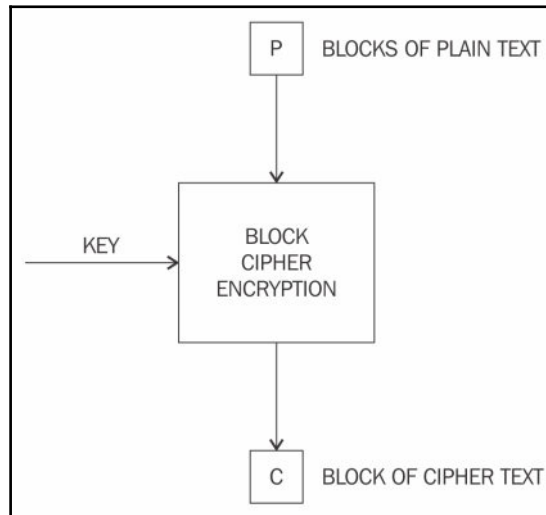 P BLOCKS OF PLAIN TEXT
KEY
BLOCK
CIPHER
ENCRYPTION
C BLOCK OF CIPHER TEXT